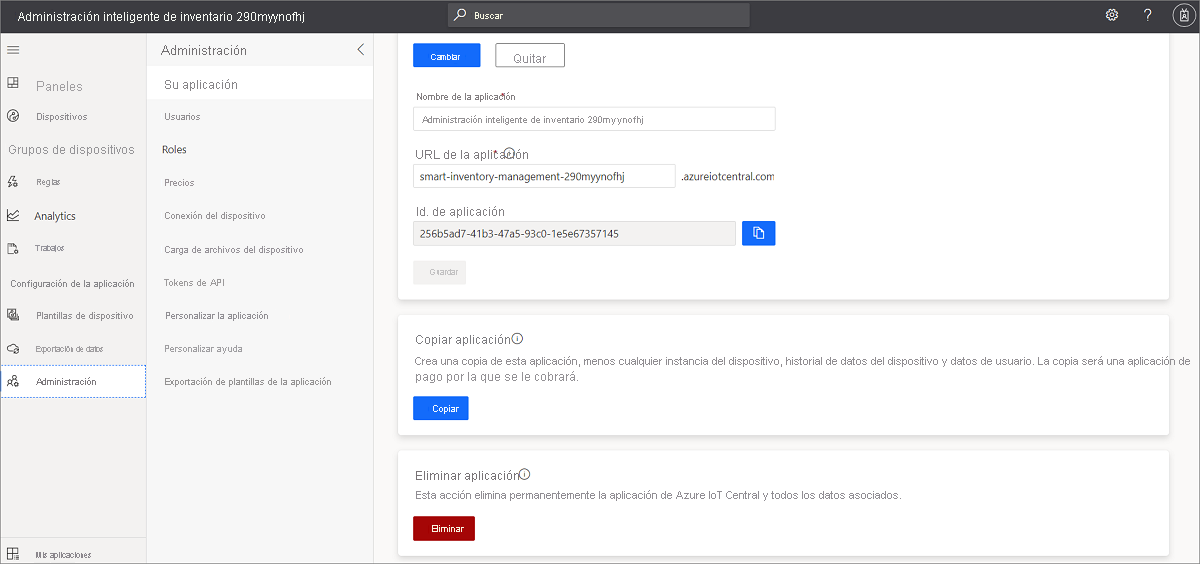 Administración inteligente de inventario 290myynofhj
Buscar
?
Paneles
Dispositivos
Grupos de dispositivos
Reglas
Analytics
Trabajos
Configuración de la aplicación
Plantillas de dispositivo
Exportación de datos
Administración
Mis aplicaciones
Administración
Su aplicación
Usuarios
Roles
Precios
Conexión del dispositivo
Carga de archivos del dispositivo
Tokens de API
Personalizar la aplicación
Personalizar ayuda
Exportación de plantillas de la aplicación
Cambiar
Quitar
Nombre de la aplicación*
Administración inteligente de inventario 290myynofhj
URL de la aplicación*
smart-inventory-management-290myynofhj .azureiotcentral.com
Id. de aplicación
256b5ad7-41b3-47a5-93c0-1e5e67357145
Guardar
Copiar aplicación
Crea una copia de esta aplicación, menos cualquier instancia del dispositivo, historial de datos del dispositivo y datos de usuario. La copia será una aplicación de
pago por la que se le cobrará.
Copiar
Eliminar aplicación
Esta acción elimina permanentemente la aplicación de Azure IoT Central y todos los datos asociados.
Eliminar